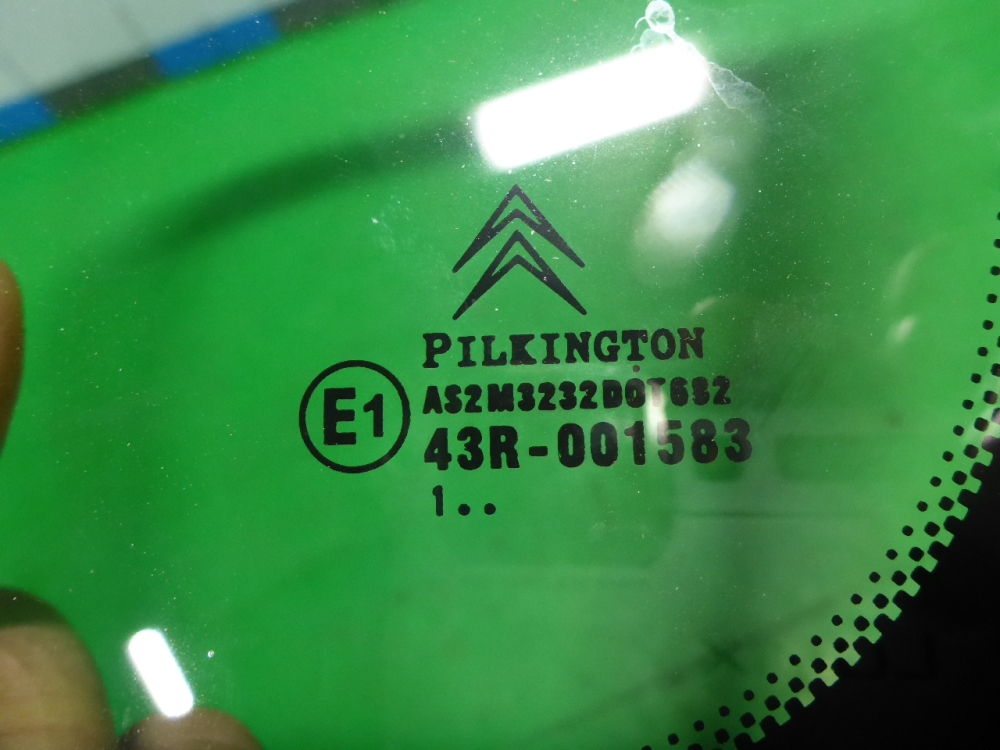 PILKINGTON
E1
AS2M3232DOT682
43R-001583
1..